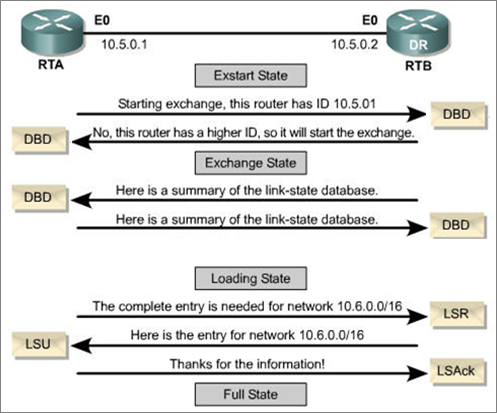 E0 E0
10.5.0.1 10.5.0.2 DR
RTA RTB
Exstart State
Starting exchange, this router has ID 10.5.01
DBD
No, this router has a higher ID, so it will start the exchange.
DBD
Exchange State
Here is a summary of the link-state database.
DBD
Here is a summary of the link-state database.
DBD
Loading State
The complete entry is needed for network 10.6.0.0/16
LSR
Here is the entry for network 10.6.0.0/16
LSU
Thanks for the information!
LSAck
Full State